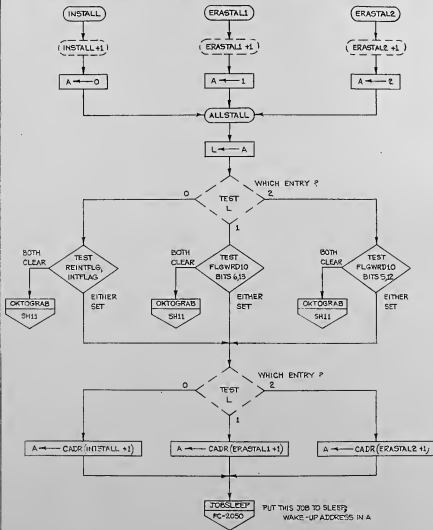 INSTALL ERASTAL1 ERASTAL2
(INSTALL+1) (ERASTAL1 +1) (ERASTAL2 +1)
A ← 0 A ← 1 A ← 2
ALLSTALL
L ← A
WHICH ENTRY ?
0 TEST L 2
1
BOTH CLEAR TEST REINTFLG, INTFLAG
EITHER SET
OKTOGRAB
SH11
BOTH CLEAR TEST FLGWRD10 BITS 6,13
EITHER SET
OKTOGRAB
SH11
BOTH CLEAR TEST FLGWRD10 BITS 5,12
EITHER SET
OKTOGRAB
SH11
WHICH ENTRY ?
0 TEST L 2
1
A ← CADR(INTSTALL +1) A ← CADR(ERASTAL1 +1) A ← CADR(ERASTAL2 +1)
JOBSLEEP
FC-2050
PUT THIS JOB TO SLEEP;
WAKE-UP ADDRESS IN A